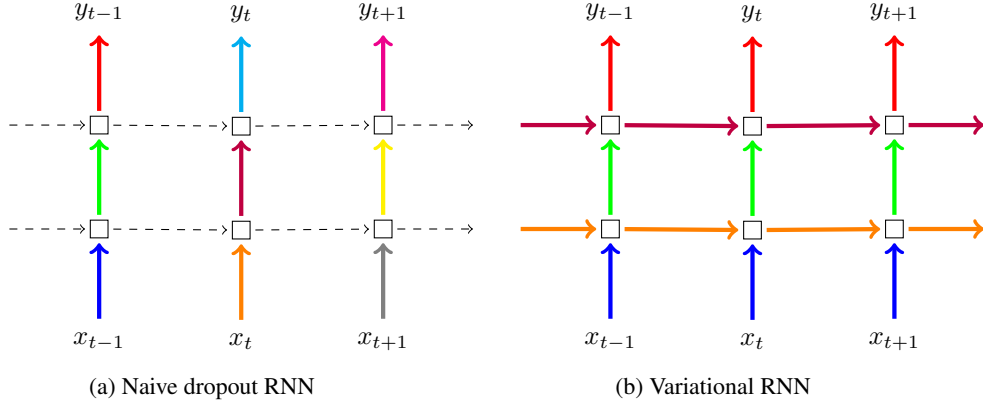 y_{t−1} y_t y_{t+1} y_{t−1} y_t y_{t+1}
x_{t−1} x_t x_{t+1} x_{t−1} x_t x_{t+1}
(a) Naive dropout RNN (b) Variational RNN